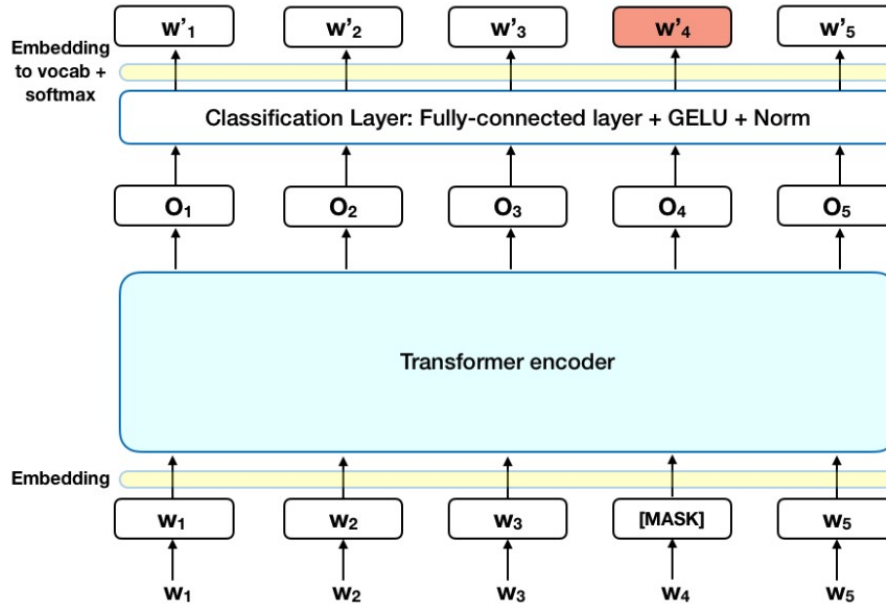 w'₁ w'₂ w'₃ w'₄ w'₅
Embedding
to vocab +
softmax
Classification Layer: Fully-connected layer + GELU + Norm
O₁ O₂ O₃ O₄ O₅
Transformer encoder
Embedding
W₁ W₂ W₃ [MASK] W₅
W₁ W₂ W₃ W₄ W₅